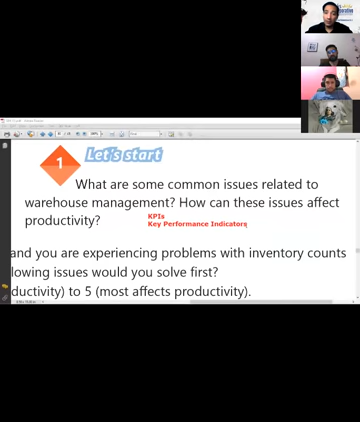 1
Let's start
What are some common issues related to
warehouse management? How can these issues affect
productivity?
KPIs
Key Performance Indicators
and you are experiencing problems with inventory counts
lowing issues would you solve first?
ductivity) to 5 (most affects productivity).